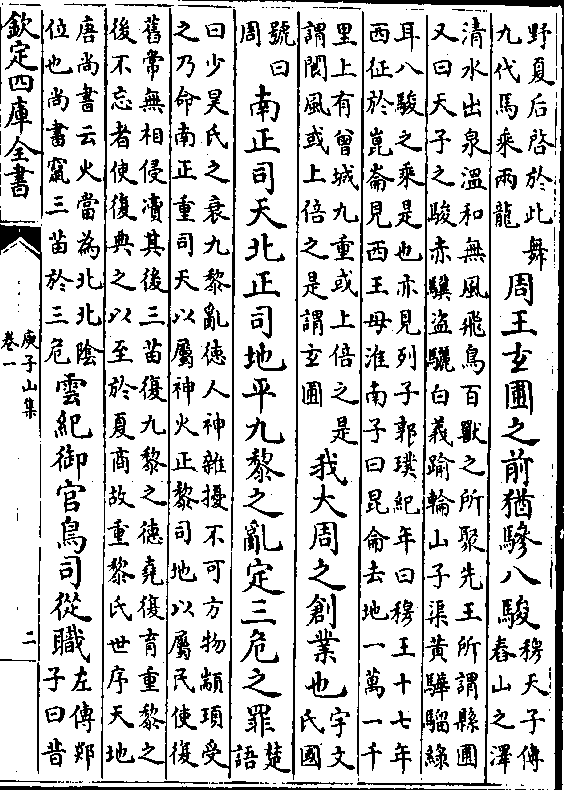 野夏后啓於此舞
九代馬乘兩龍
周王玄圃之前猶驂八駿
穆天子傳
舂山之澤
清水出泉溫和無風飛鳥百獸之所聚先王所謂縣圃
又曰天子之駿赤驥盜驪白義踰輪山子渠黃驊騮綠
耳八駿之乘是也亦見列子郭璞紀年曰穆王十七年
西征於崑崙見西王母淮南子曰昆侖去地一萬一千
里上有曾城九重或上倍之是
謂閬風或上倍之是謂玄圃
我大周之創業也
宇文
氏國
號曰
周
南正司天北正司地平九黎之亂定三危之罪
楚
語
曰少昊氏之衰九黎亂德人神雜擾不可方物顓頊受
之乃命南正重司天以屬神火正黎司地以屬民使復
舊常無相侵瀆其後三苗復九黎之德堯復育重黎之
後不忘者使復典之以至於夏商故重黎氏世序天地
唐尚書云火當為北北陰
位也尚書竄三苗於三危
雲紀御官鳥司從職
左傳郯
子曰昔
欽定四庫全書
庾子山集
卷一
二